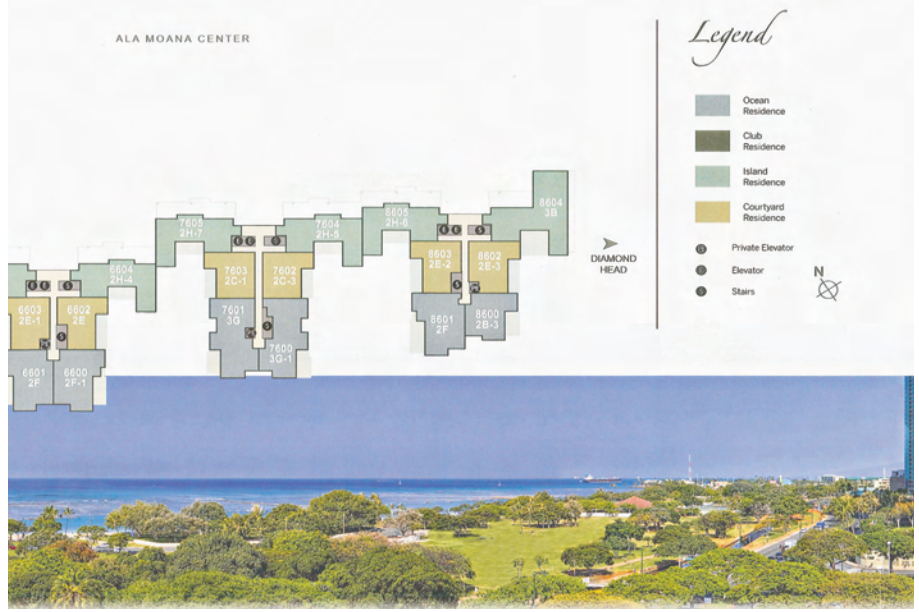 ALA MOANA CENTER
Legend
Ocean
Residence
Club
Residence
Island
Residence
Courtyard
Residence
Private Elevator
Elevator
Stairs
N
DIAMOND
HEAD
8604
3B
8605
2H-6
7605
2H-7
7604
2H-5
6604
2H-4
8603
2E-2
8602
2E-3
7603
2C-1
7602
2C-3
6603
2E-1
6602
2E
7601
3G
7600
3G-1
8601
2F
8600
2B-3
6601
2F
6600
2F-1